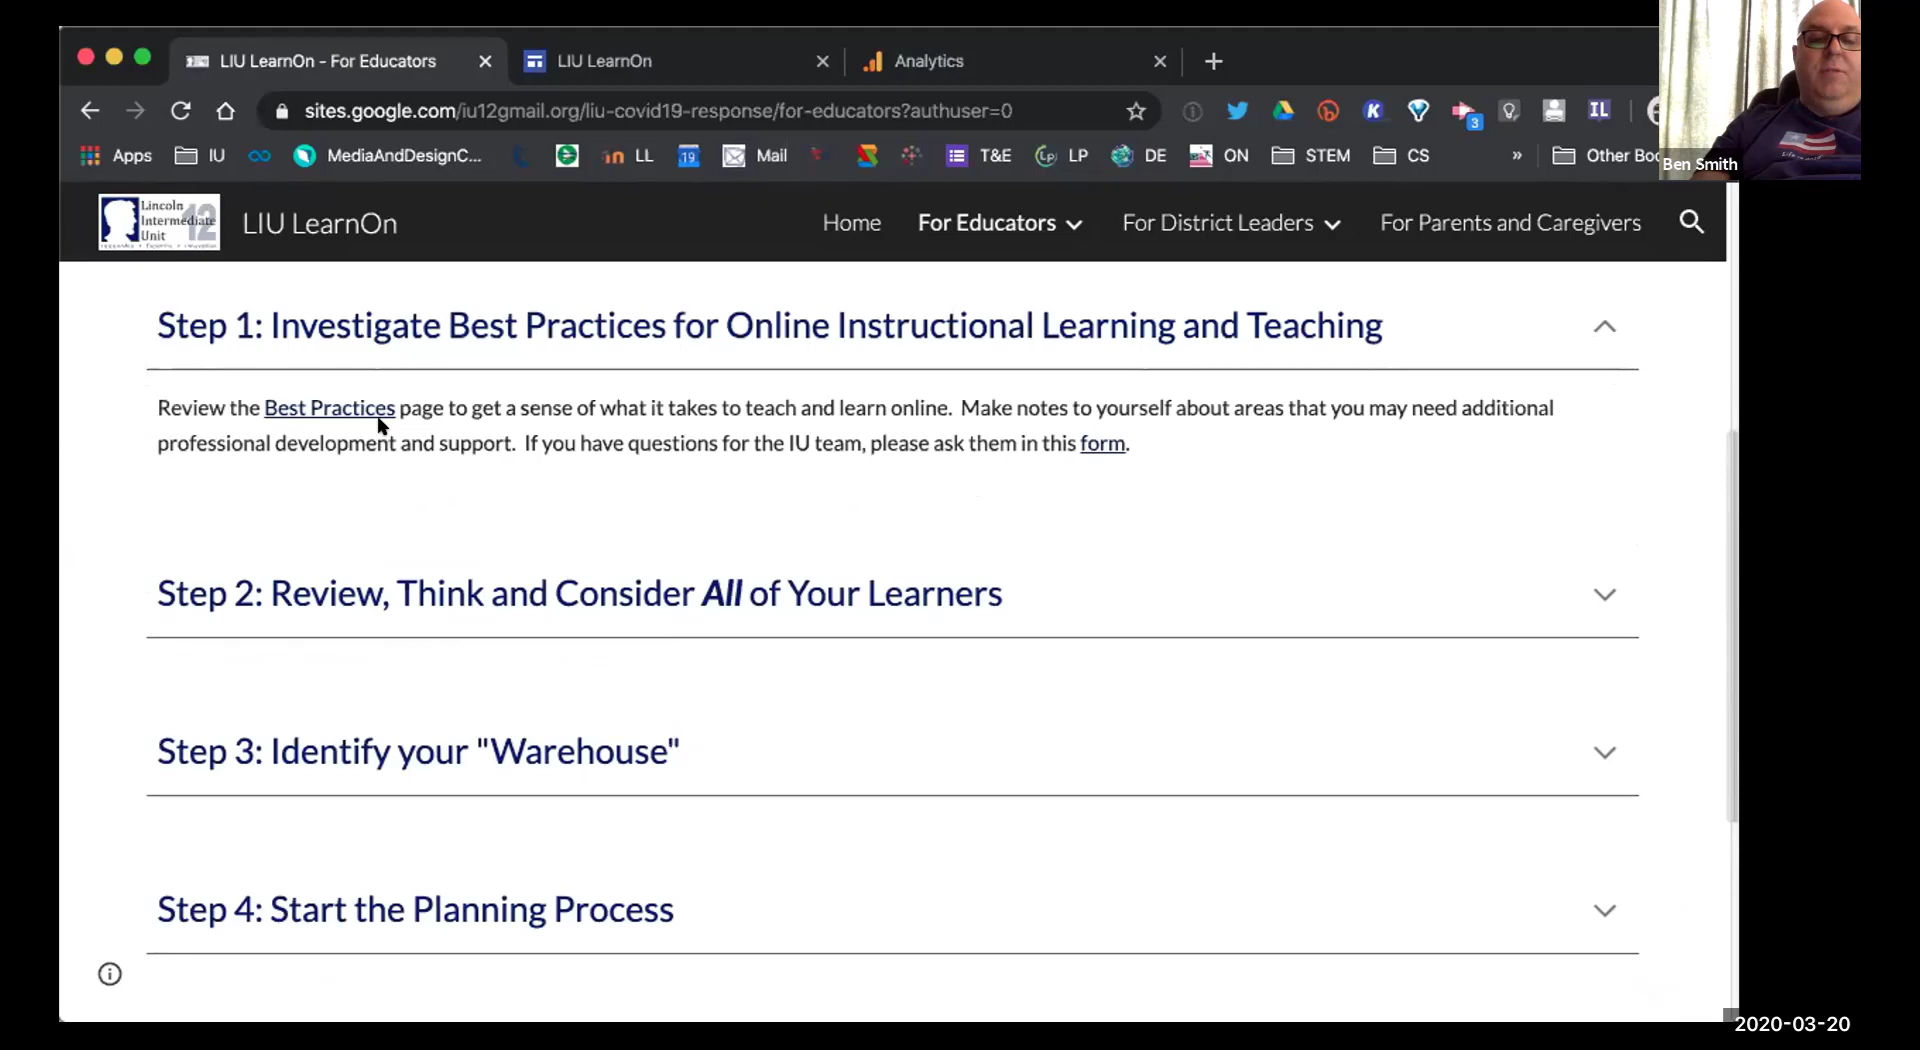 LIU LearnOn - For Educators
LIU LearnOn
Analytics
sites.google.com/iu12gmail.org/liu-covid19-response/for-educators?authuser=0
3
IL
Apps
IU
MediaAndDesignC...
in LL
19
Mail
T&E
LP
DE
ON
STEM
CS
»
Other Boo
Ben Smith
Lincoln
Intermediate
Unit
12
LIU LearnOn
Home
For Educators
For District Leaders
For Parents and Caregivers
Step 1: Investigate Best Practices for Online Instructional Learning and Teaching
Review the Best Practices page to get a sense of what it takes to teach and learn online. Make notes to yourself about areas that you may need additional
professional development and support. If you have questions for the IU team, please ask them in this form.
Step 2: Review, Think and Consider All of Your Learners
Step 3: Identify your "Warehouse"
Step 4: Start the Planning Process
2020-03-20